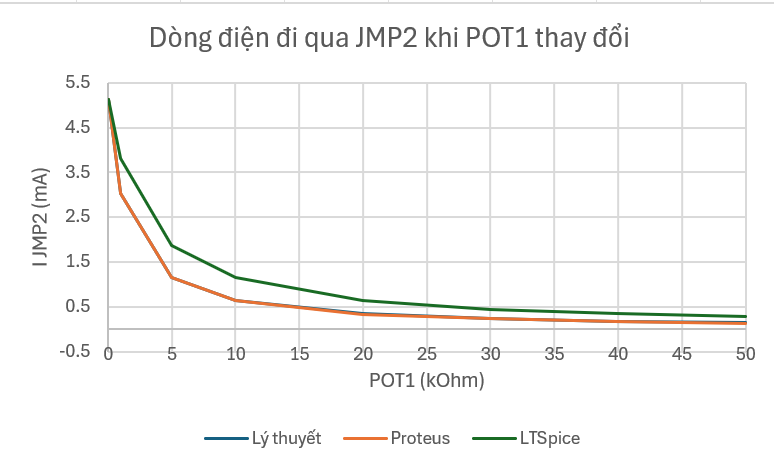 Dòng điện đi qua JMP2 khi POT1 thay đổi
5.5
4.5
3.5
2.5
1.5
0.5
-0.5
I JMP2 (mA)
0 5 10 15 20 25 30 35 40 45 50
POT1 (kOhm)
Lý thuyết Proteus LTSpice